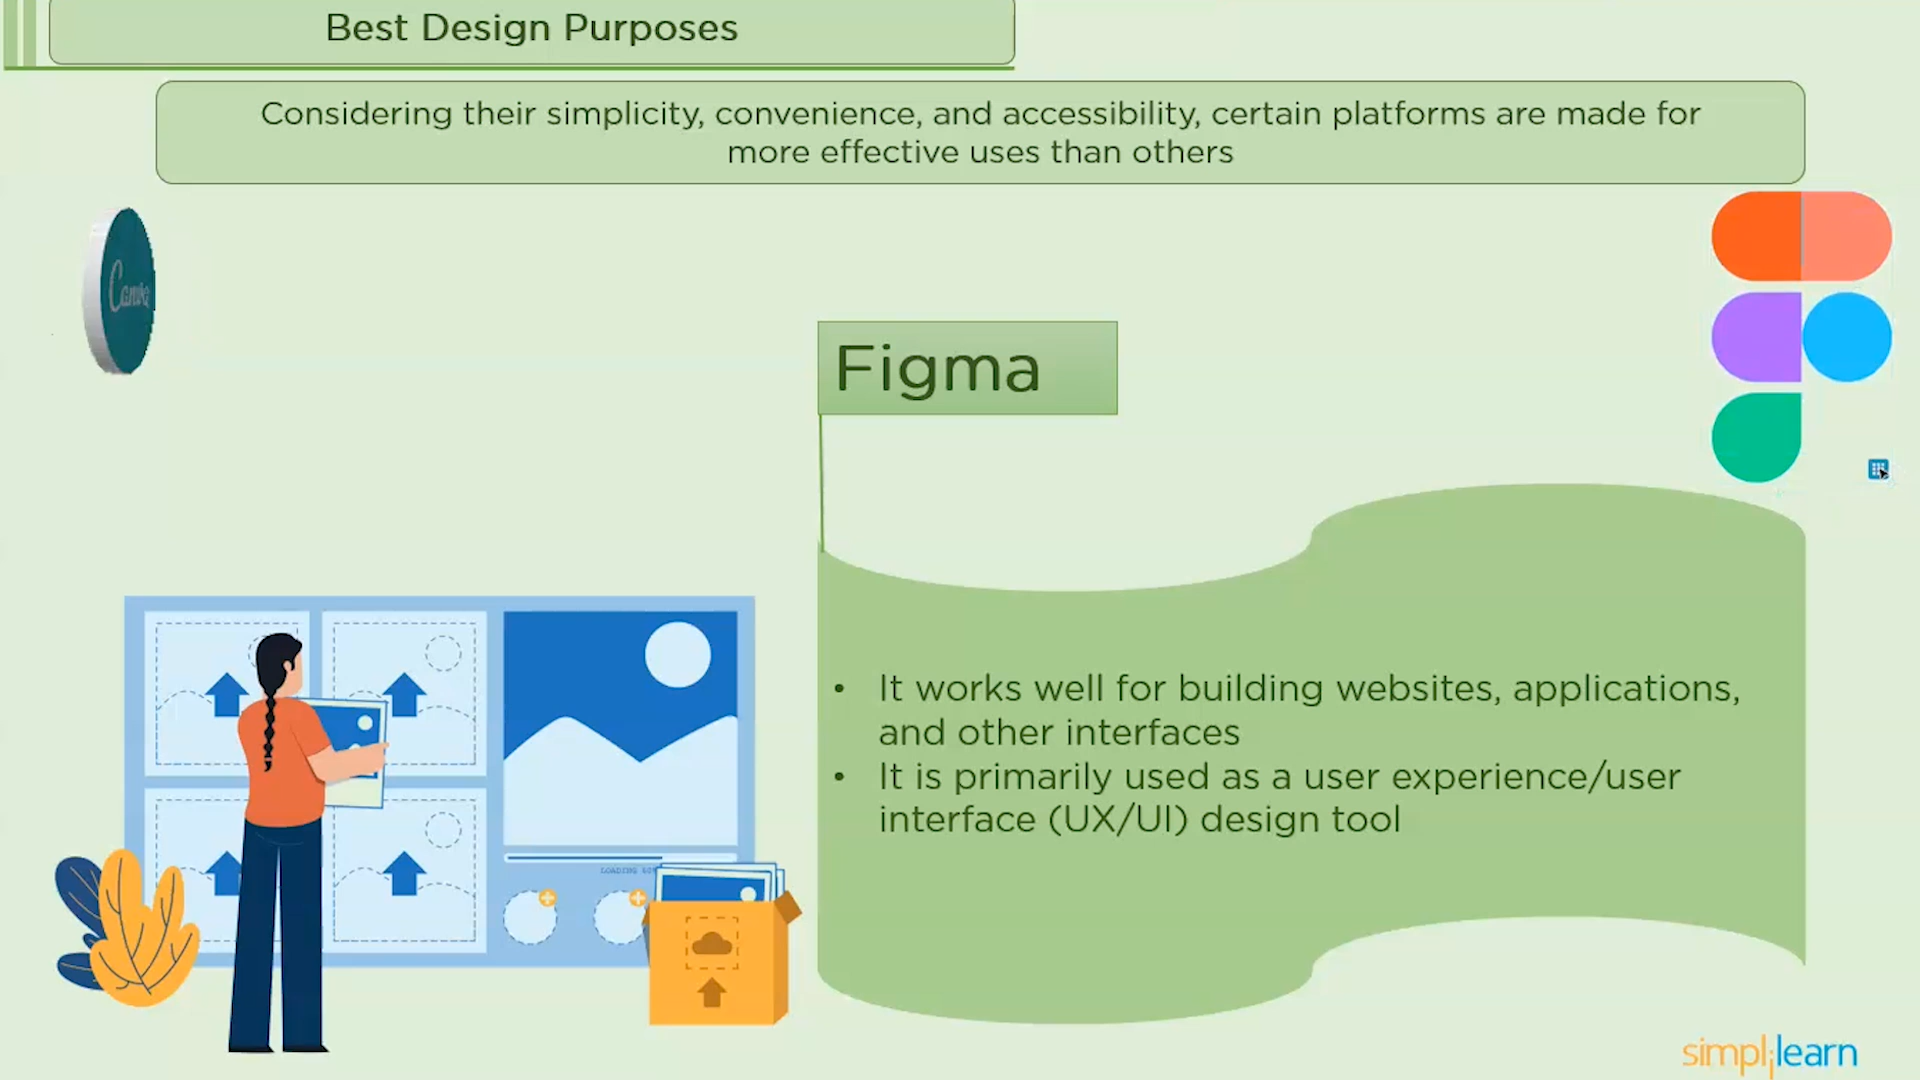 Best Design Purposes
Considering their simplicity, convenience, and accessibility, certain platforms are made for
more effective uses than others
Canva
Figma
• It works well for building websites, applications,
and other interfaces
• It is primarily used as a user experience/user
interface (UX/UI) design tool
LOADING
simplilearn